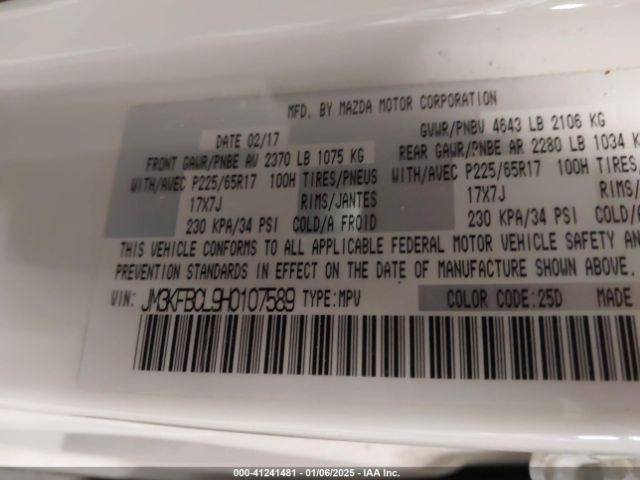 MFD. BY MAZDA MOTOR CORPORATION
DATE 02/17 GVWR/PNBV 4643 LB 2106 KG
FRONT GAWR/PNBE AV 2370 LB 1075 KG REAR GAWR/PNBE AR 2280 LB 1034 K
WITH/AVEC P225/65R17 100H TIRES/PNEUS WITH/AVEC P225/65R17 100H TIRES/
17X7J RIMS/JANTES 17X7J RIMS/
230 KPA/34 PSI COLD/A FROID 230 KPA/34 PSI COLD/
THIS VEHICLE CONFORMS TO ALL APPLICABLE FEDERAL MOTOR VEHICLE SAFETY AN
PREVENTION STANDARDS IN EFFECT ON THE DATE OF MANUFACTURE SHOWN ABOVE.
VIN: JM3KFBCL9H0107589 TYPE:MPV COLOR CODE:25D MADE
000-41241481 - 01/06/2025 - IAA Inc.